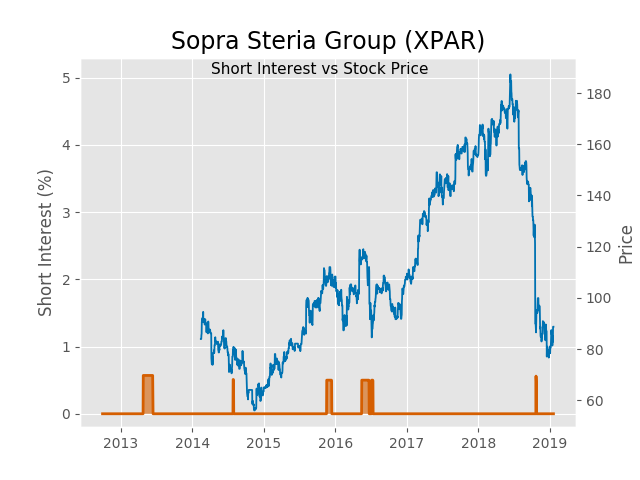 Sopra Steria Group (XPAR)
Short Interest vs Stock Price
Short Interest (%)
5
4
3
2
1
0
180
160
140
120
100
80
60
Price
2013 2014 2015 2016 2017 2018 2019